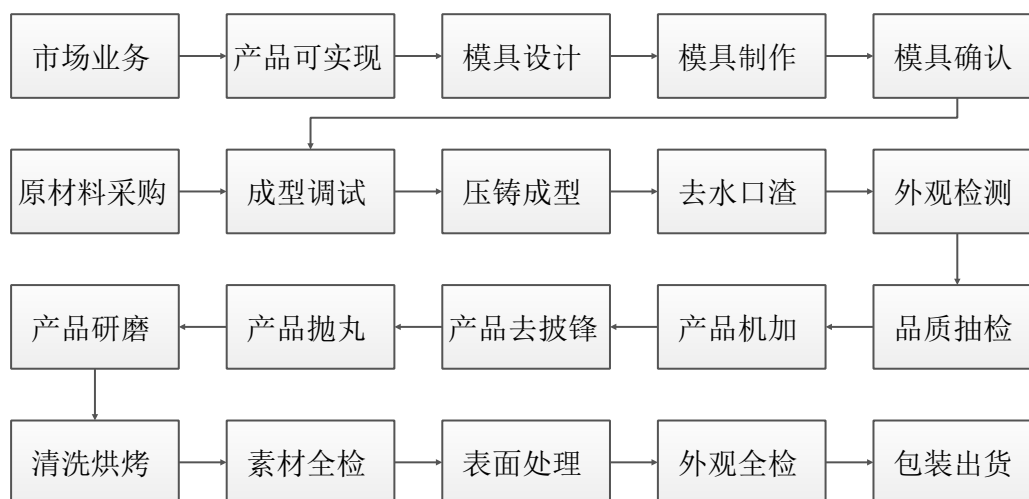 市场业务
产品可实现
模具设计
模具制作
模具确认
原材料采购
成型调试
压铸成型
去水口渣
外观检测
产品研磨
产品抛丸
产品去披锋
产品机加
品质抽检
清洗烘烤
素材全检
表面处理
外观全检
包装出货